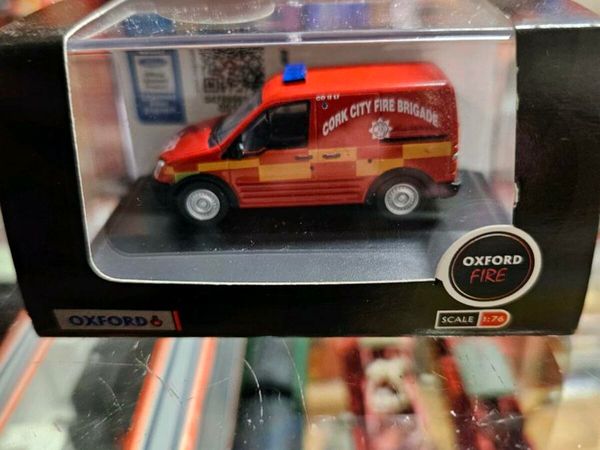 CORK CITY FIRE BRIGADE
OXFORD
FIRE
OXFORD
SCALE 1:76